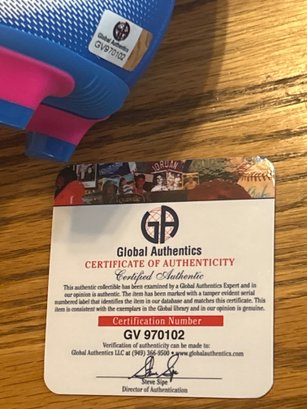 Global Authentics
GV970102
JORDAN
GA
Global Authentics
CERTIFICATE OF AUTHENTICITY
Certified Authentic
This authentic collectible has been examined by a Global Authentics Expert and in
our opinion is authentic. The item has been marked with a tamper evident serial
numbered label that identifies the item in our database and matches this certificate. This
item is consistent with the exemplars in the Global library and in our opinion is genuine.
Certification Number
GV 970102
Verification of authenticity can be made to:
Global Authentics LLC at (949) 366-9500 • www.globalauthentics.com
Steve Sipe
Director of Authentication